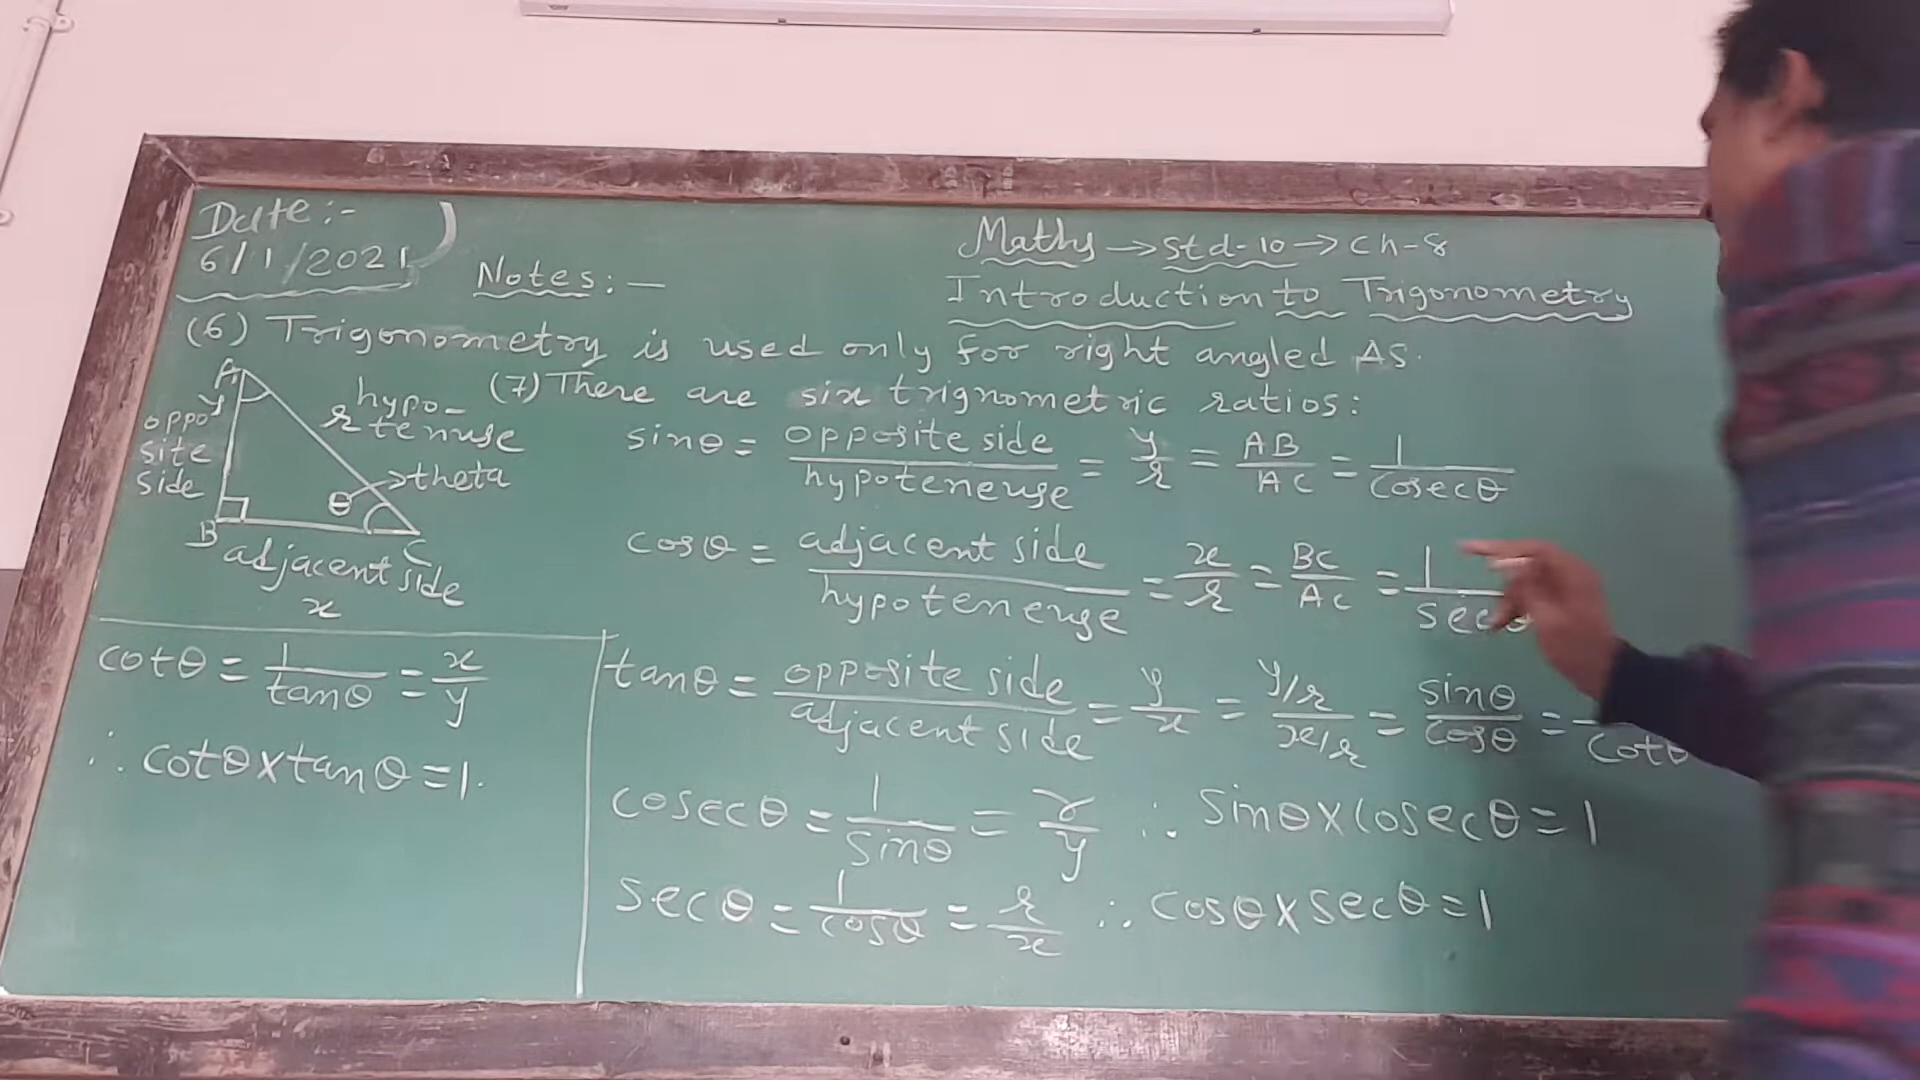 Date:-
6/1/2021
Notes:-
Maths → Std-10 → Ch-8
Introduction to Trigonometry
(6) Trigonometry is used only for right angled Δs.
(7) There are six trignometric ratios:
A
y
oppo
site
side
hypo-
r tenuse
θ → theta
B
C
adjacent side
x
sinθ = opposite side / hypoteneuse = y/r = AB/AC = 1/cosecθ
cosθ = adjacent side / hypoteneuse = x/r = BC/AC = 1/secθ
tanθ = opposite side / adjacent side = y/x = y/r / x/r = sinθ/cosθ = /cotθ
cosecθ = 1/sinθ = r/y ∴ sinθ × cosecθ = 1
secθ = 1/cosθ = r/x ∴ cosθ × secθ = 1
cotθ = 1/tanθ = x/y
∴ cotθ × tanθ = 1.